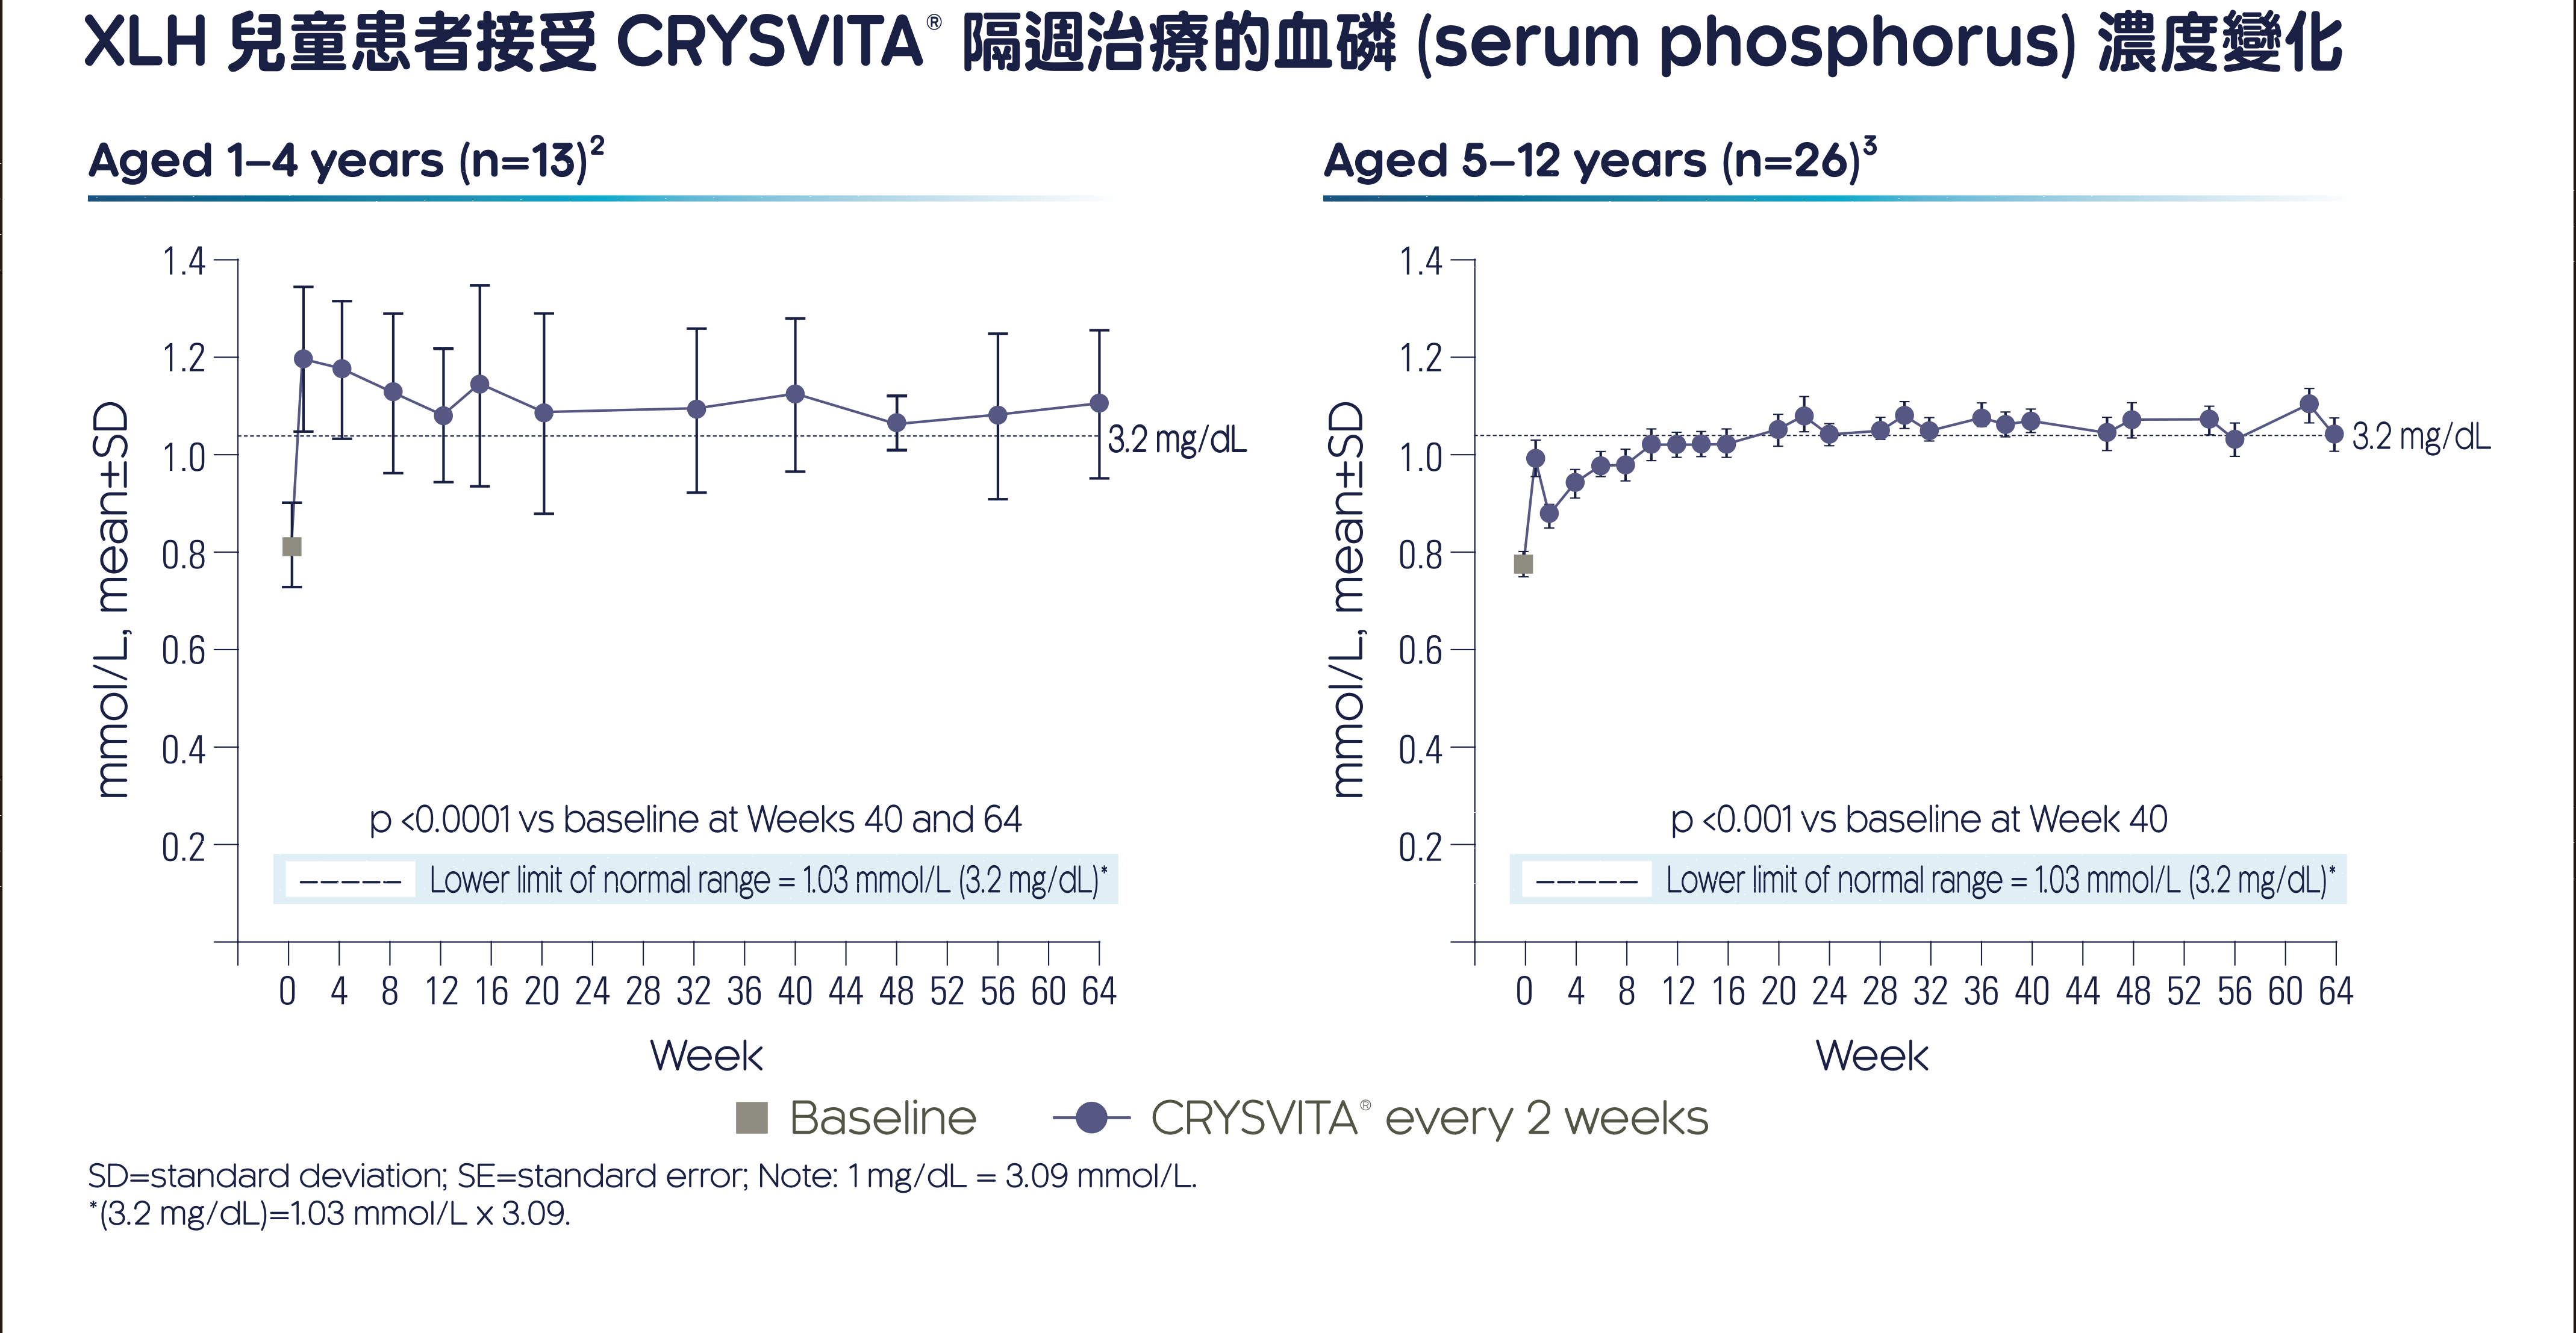 XLH 兒童患者接受 CRYSVITA® 隔週治療的血磷 (serum phosphorus) 濃度變化
Aged 1–4 years (n=13)²
mmol/L, mean±SD
1.4
1.2
1.0
0.8
0.6
0.4
0.2
3.2 mg/dL
p <0.0001 vs baseline at Weeks 40 and 64
Lower limit of normal range = 1.03 mmol/L (3.2 mg/dL)*
0 4 8 12 16 20 24 28 32 36 40 44 48 52 56 60 64
Week
Aged 5–12 years (n=26)³
mmol/L, mean±SD
1.4
1.2
1.0
0.8
0.6
0.4
0.2
3.2 mg/dL
p <0.001 vs baseline at Week 40
Lower limit of normal range = 1.03 mmol/L (3.2 mg/dL)*
0 4 8 12 16 20 24 28 32 36 40 44 48 52 56 60 64
Week
Baseline
CRYSVITA® every 2 weeks
SD=standard deviation; SE=standard error; Note: 1 mg/dL = 3.09 mmol/L.
*(3.2 mg/dL)=1.03 mmol/L x 3.09.